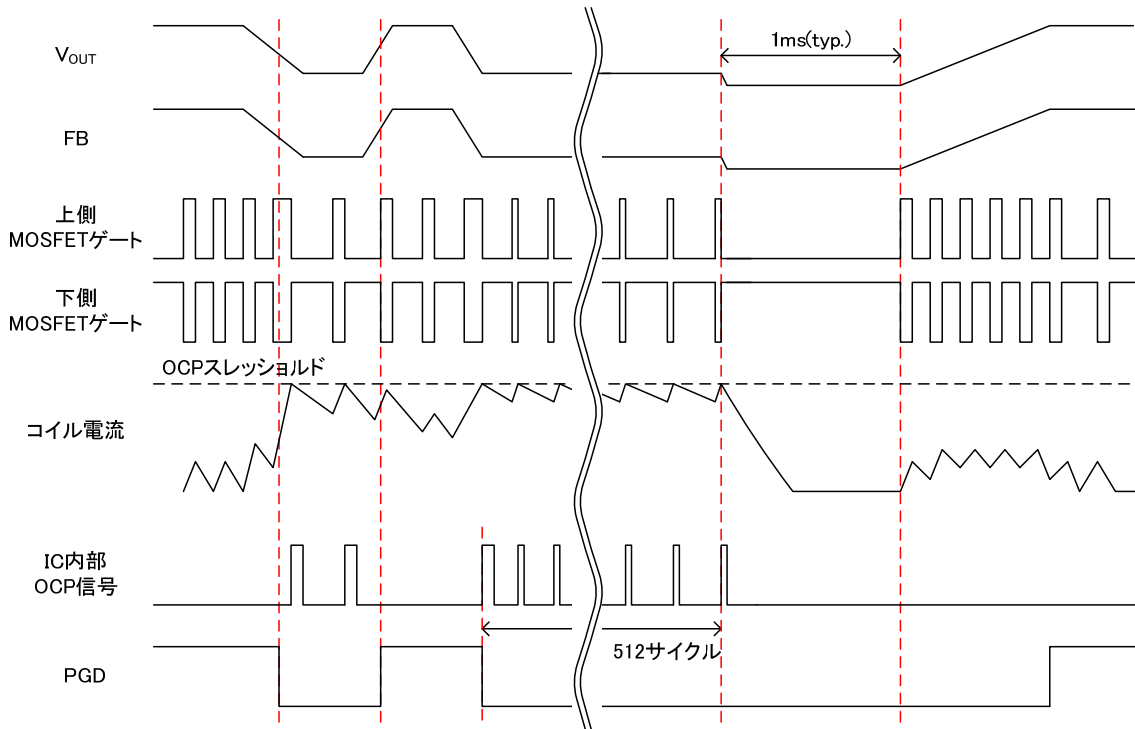 1ms(typ.)
VOUT
FB
上側
MOSFETゲート
下側
MOSFETゲート
OCPスレッショルド
コイル電流
IC内部
OCP信号
512サイクル
PGD